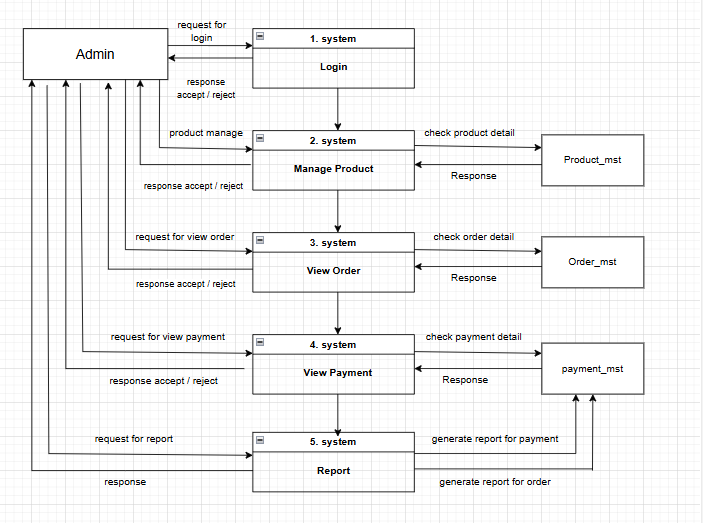 request for
login
1. system
Admin
Login
response
accept / reject
product manage
2. system
check product detail
Manage Product
Product_mst
Response
response accept / reject
request for view order
3. system
check order detail
View Order
Order_mst
Response
response accept / reject
request for view payment
4. system
check payment detail
View Payment
payment_mst
response accept / reject
Response
request for report
5. system
generate report for payment
Report
response
generate report for order